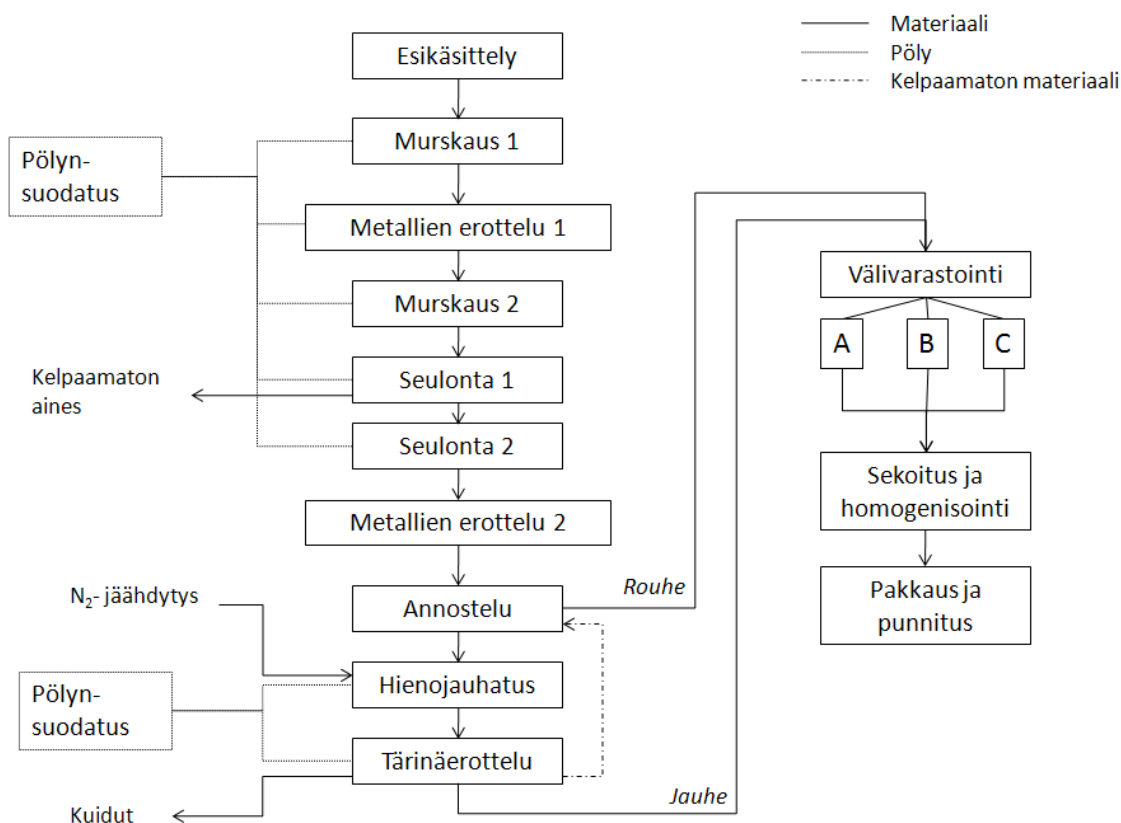 Materiaali
Pöly
Kelpaamaton materiaali
Esikäsittely
Murskaus 1
Pölyn-
suodatus
Metallien erottelu 1
Murskaus 2
Seulonta 1
Kelpaamaton
aines
Seulonta 2
Metallien erottelu 2
Annostelu
Rouhe
N₂- jäähdytys
Hienojauhatus
Pölyn-
suodatus
Tärinäerottelu
Kuidut
Jauhe
Välivarastointi
A
B
C
Sekoitus ja
homogenisointi
Pakkaus ja
punnitus